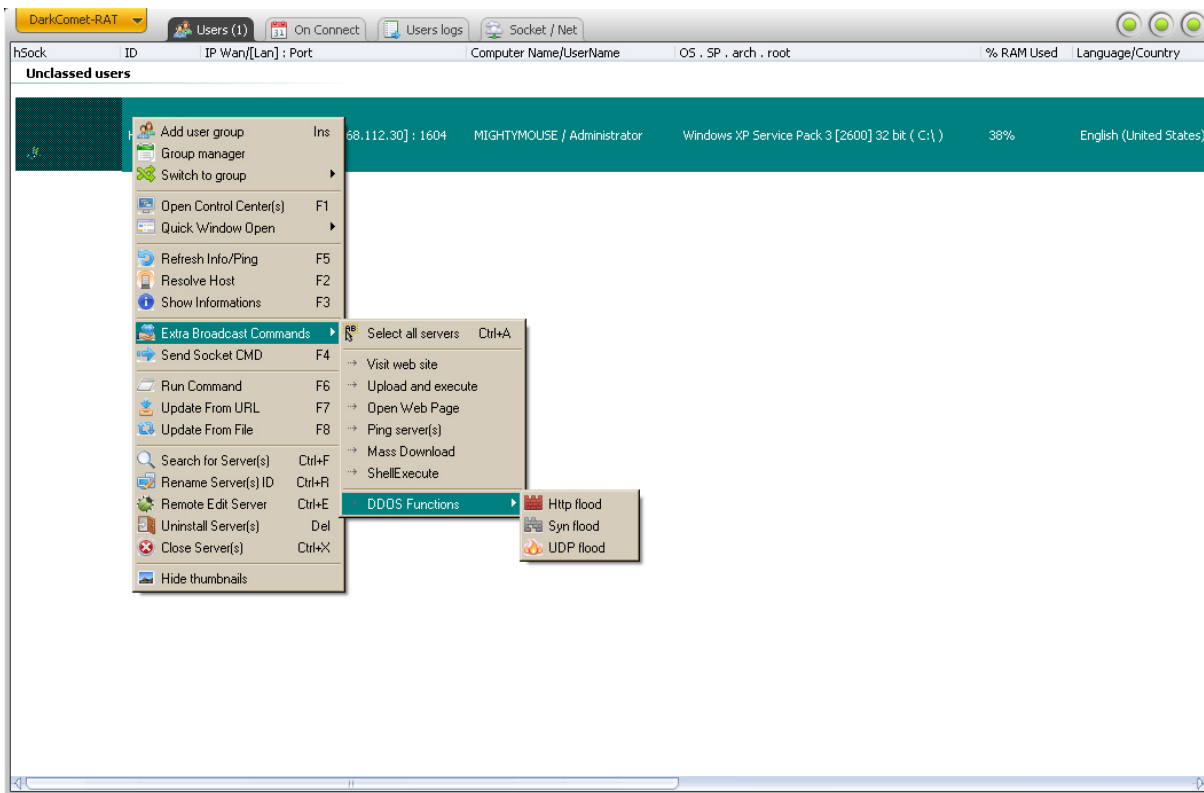 DarkComet-RAT
Users (1)
On Connect
Users logs
Socket / Net
hSock ID IP Wan/[Lan] : Port Computer Name/UserName OS . SP . arch . root % RAM Used Language/Country
Unclassed users
68.112.30] : 1604 MIGHTYMOUSE / Administrator Windows XP Service Pack 3 [2600] 32 bit ( C:\ ) 38% English (United States)
Add user group Ins
Group manager
Switch to group
Open Control Center(s) F1
Quick Window Open
Refresh Info/Ping F5
Resolve Host F2
Show Informations F3
Extra Broadcast Commands
Send Socket CMD F4
Run Command F6
Update From URL F7
Update From File F8
Search for Server(s) Ctrl+F
Rename Server(s) ID Ctrl+R
Remote Edit Server Ctrl+E
Uninstall Server(s) Del
Close Server(s) Ctrl+X
Hide thumbnails
Select all servers Ctrl+A
Visit web site
Upload and execute
Open Web Page
Ping server(s)
Mass Download
ShellExecute
DDOS Functions
Http flood
Syn flood
UDP flood